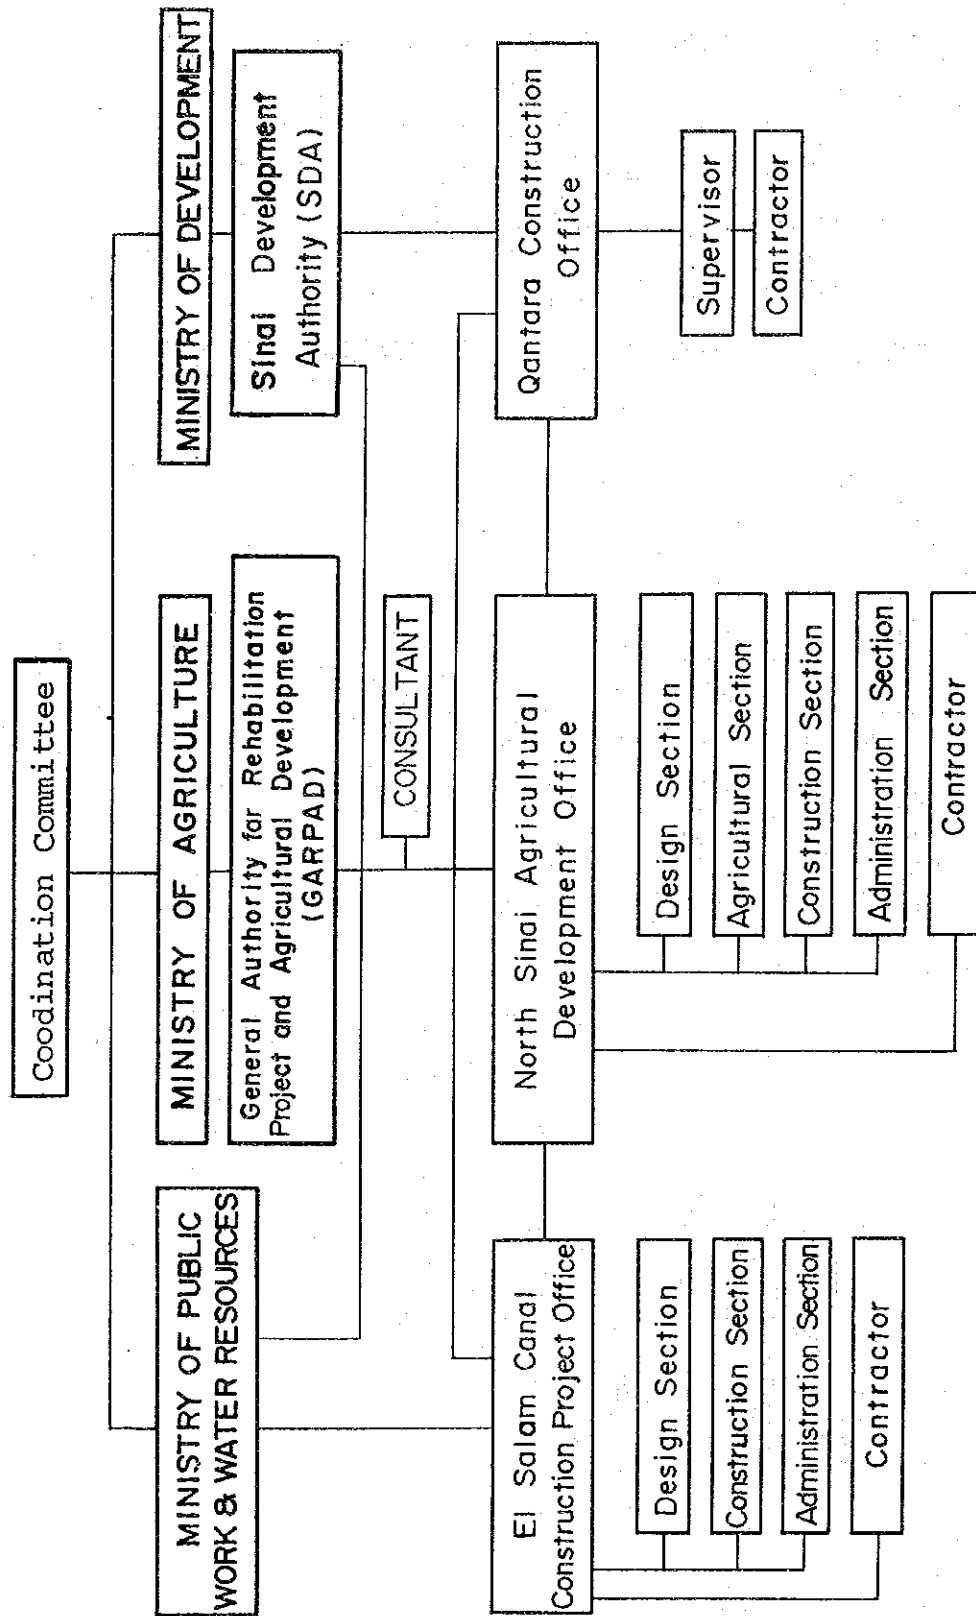 Coodination Committee
MINISTRY OF PUBLIC
WORK & WATER RESOURCES
MINISTRY OF AGRICULTURE
General Authority for Rehabilitation
Project and Agricultural Development
(GARPAD)
MINISTRY OF DEVELOPMENT
Sinai Development
Authority (SDA)
CONSULTANT
El Salam Canal
Construction Project Office
North Sinai Agricultural
Development Office
Qantara Construction
Office
Design Section
Construction Section
Administration Section
Contractor
Design Section
Agricultural Section
Construction Section
Administration Section
Contractor
Supervisor
Contractor